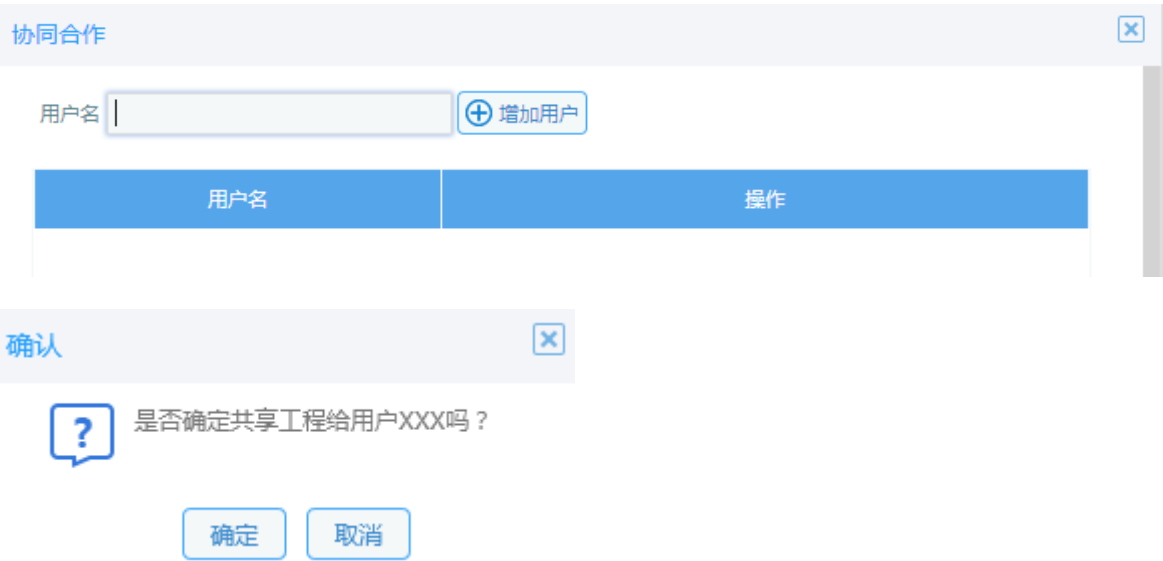 协同合作
用户名 增加用户
用户名 操作
确认
是否确定共享工程给用户XXX吗？
确定 取消